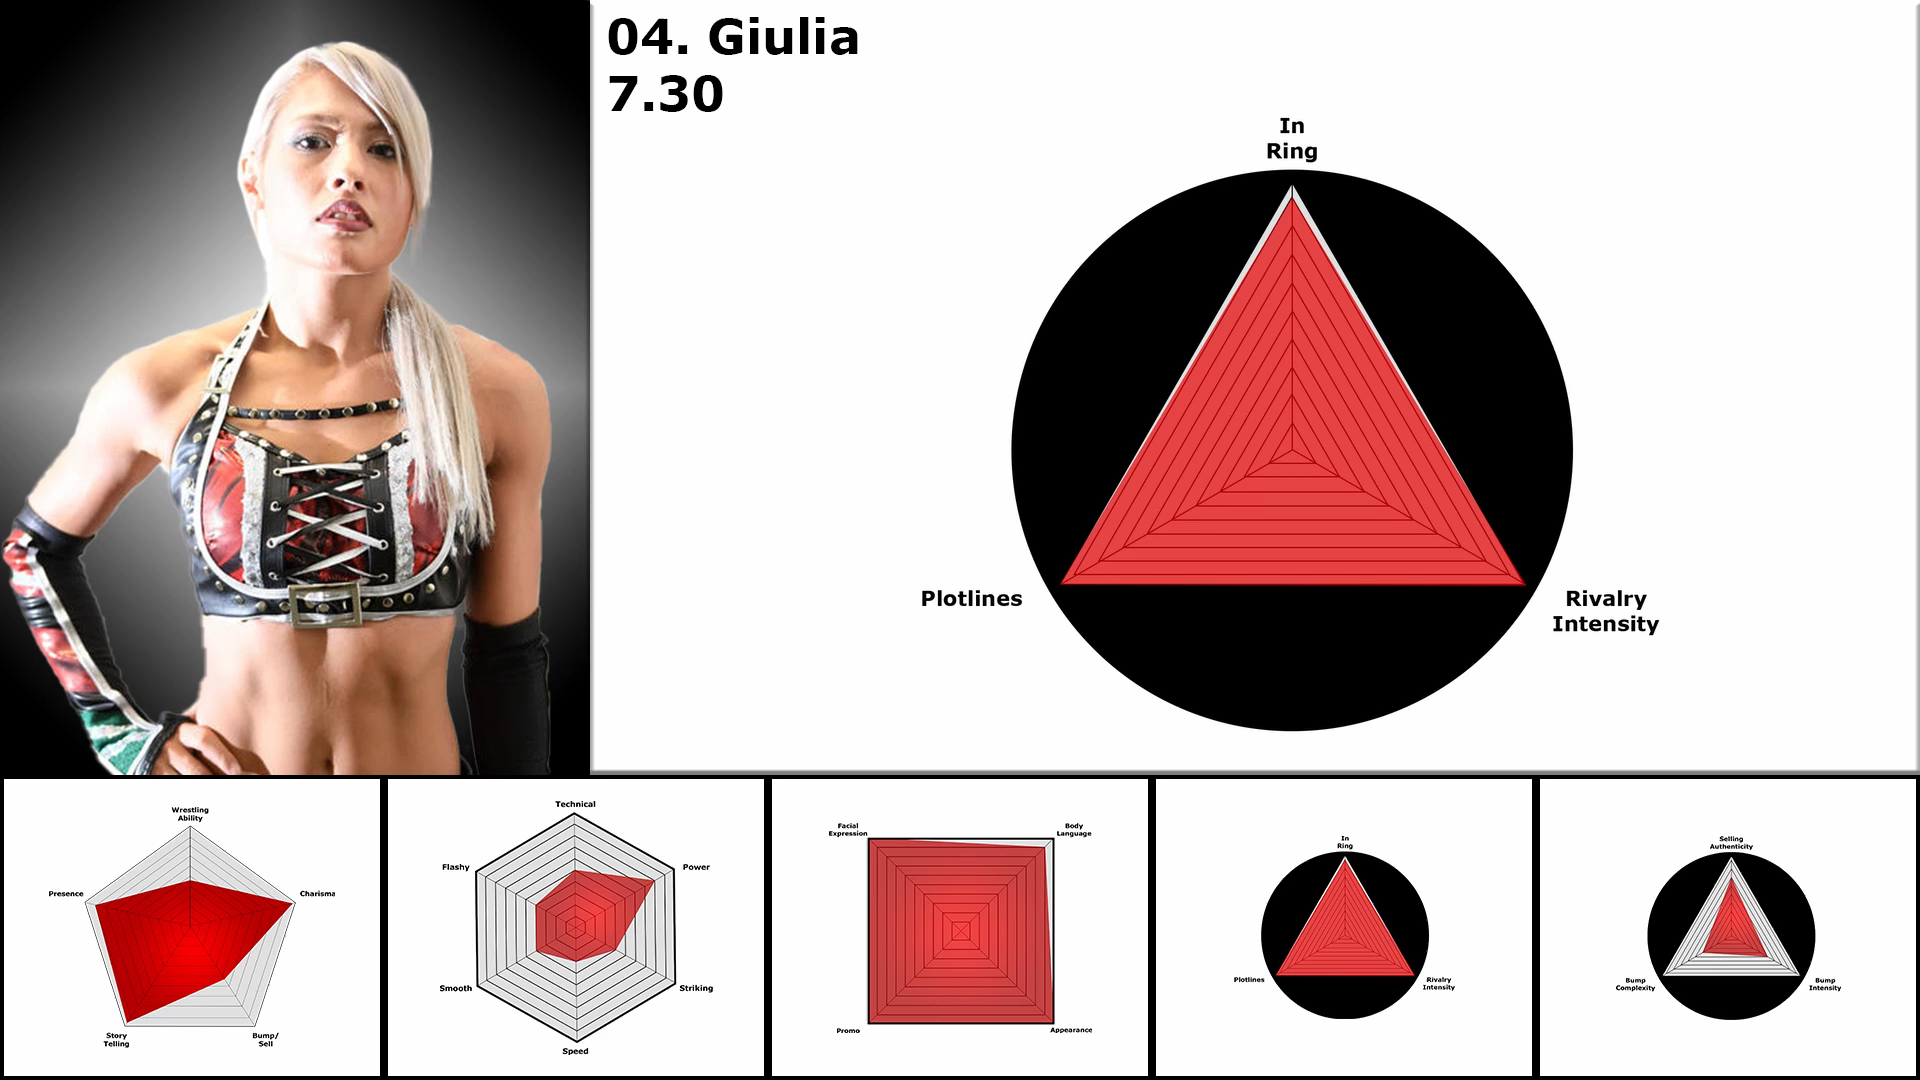 04. Giulia
7.30
In
Ring
Plotlines
Rivalry
Intensity
Wrestling
Ability
Presence
Charisma
Story
Telling
Bump/
Sell
Technical
Flashy
Power
Smooth
Striking
Speed
Facial
Expression
Body
Language
Promo
Appearance
In
Ring
Plotlines
Rivalry
Intensity
Selling
Authenticity
Bump
Complexity
Bump
Intensity